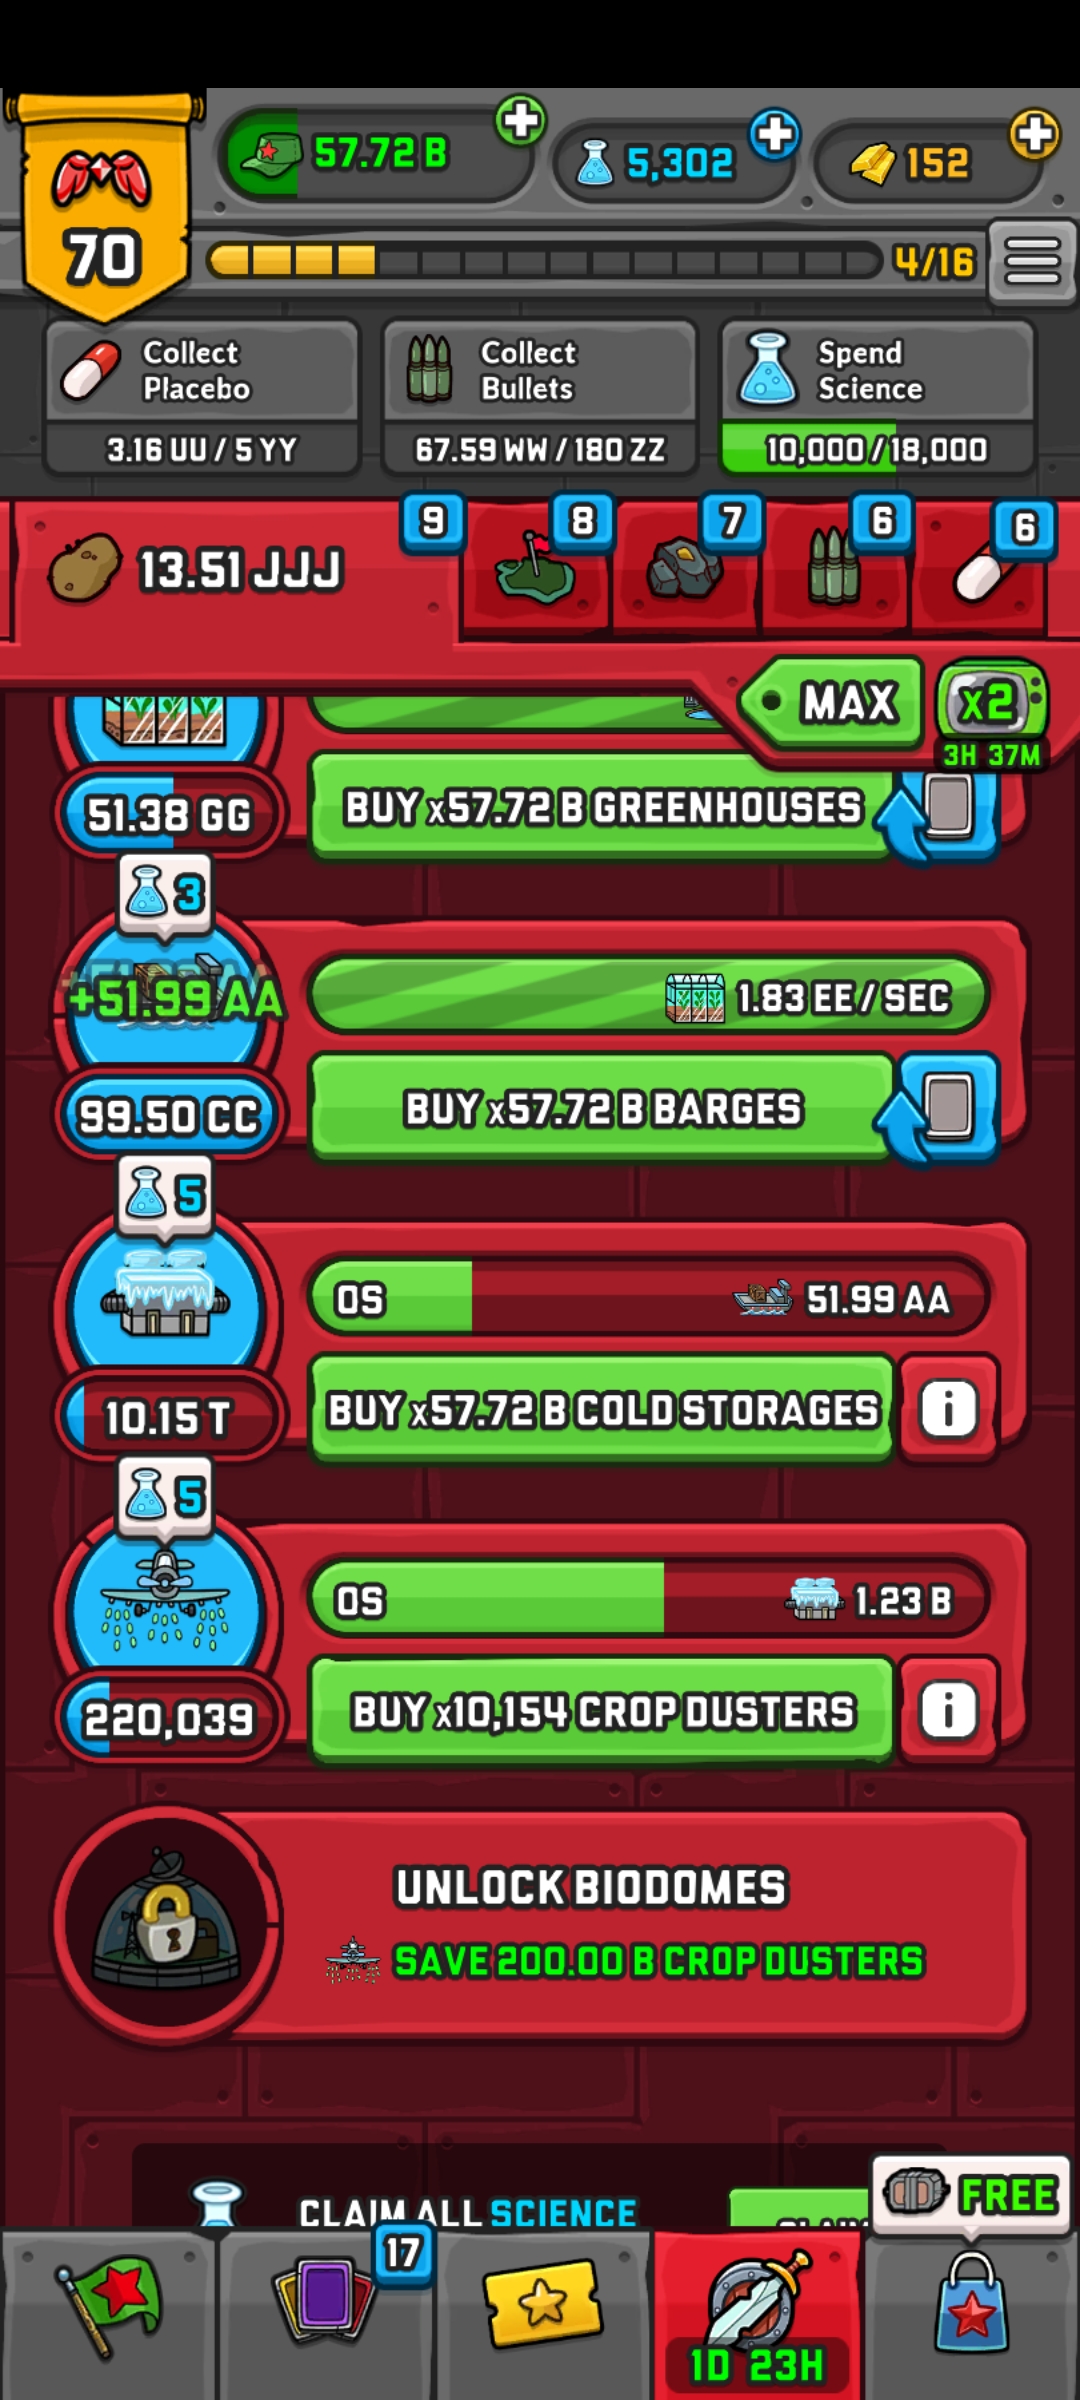 57.72 B
5,302
152
70
4/16
Collect
Placebo
3.16 UU / 5 YY
Collect
Bullets
67.59 WW / 180 ZZ
Spend
Science
10,000 / 18,000
13.51 JJJ
9
8
7
6
6
MAX
x2
3H 37M
51.38 GG
BUY x57.72 B GREENHOUSES
3
+51.99 AA
1.83 EE / SEC
99.50 CC
BUY x57.72 B BARGES
5
0S
51.99 AA
10.15 T
BUY x57.72 B COLD STORAGES
i
5
0S
1.23 B
220,039
BUY x10,154 CROP DUSTERS
i
UNLOCK BIODOMES
SAVE 200.00 B CROP DUSTERS
CLAIM ALL SCIENCE
FREE
17
1D 23H